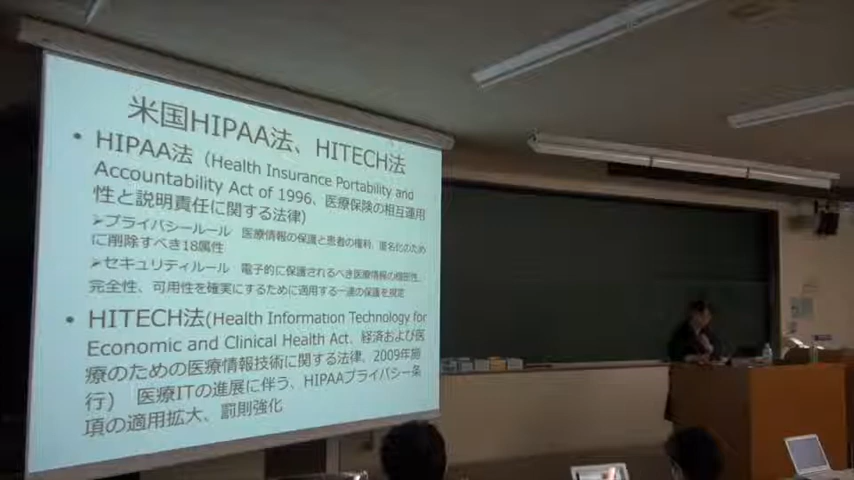 米国HIPAA法、HITECH法
• HIPAA法（Health Insurance Portability and
Accountability Act of 1996、医療保険の相互運用
性と説明責任に関する法律）
➢プライバシールール　医療情報の保護と患者の権利、匿名化のため
に削除すべき18属性
➢セキュリティルール　電子的に保護されるべき医療情報の機密性、
完全性、可用性を確実にするために適用する一連の保護を規定
• HITECH法(Health Information Technology for
Economic and Clinical Health Act、経済および医
療のための医療情報技術に関する法律、2009年施
行）　医療ITの進展に伴う、HIPAAプライバシー条
項の適用拡大、罰則強化